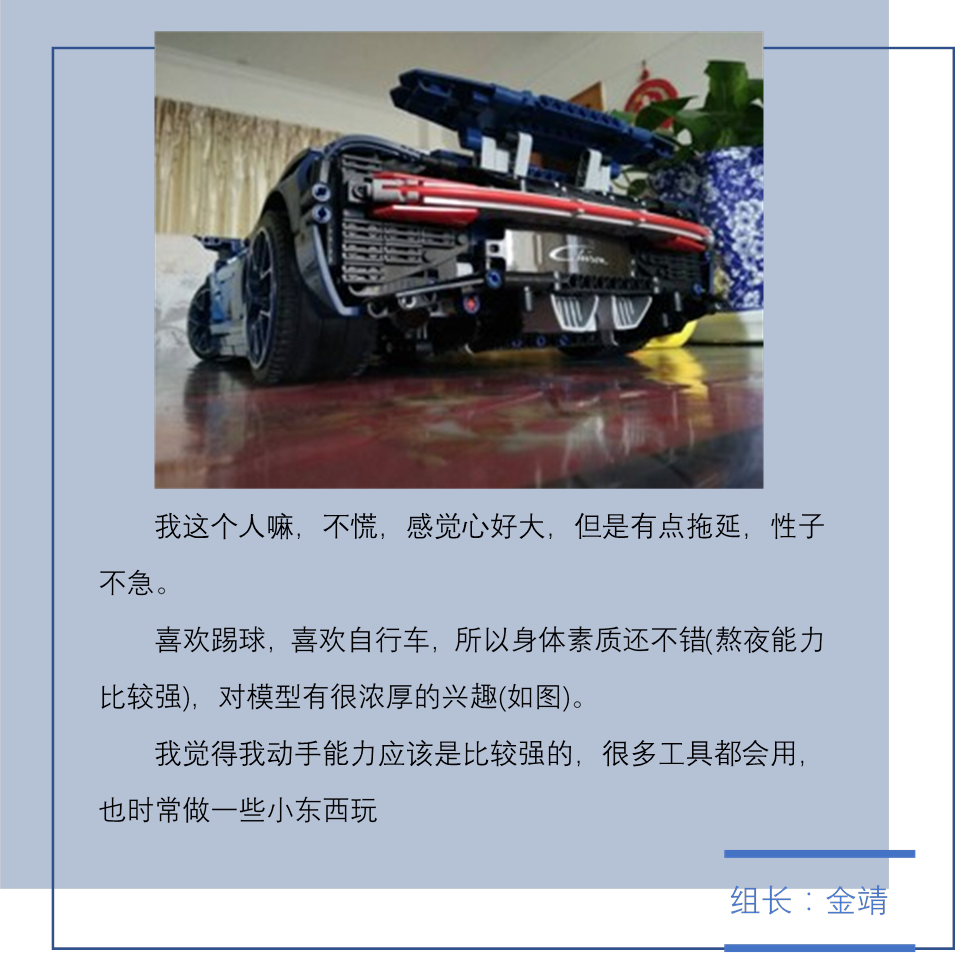 Chiron
我这个人嘛，不慌，感觉心好大，但是有点拖延，性子
不急。
喜欢踢球，喜欢自行车，所以身体素质还不错(熬夜能力
比较强)，对模型有很浓厚的兴趣(如图)。
我觉得我动手能力应该是比较强的，很多工具都会用，
也时常做一些小东西玩
组长：金靖